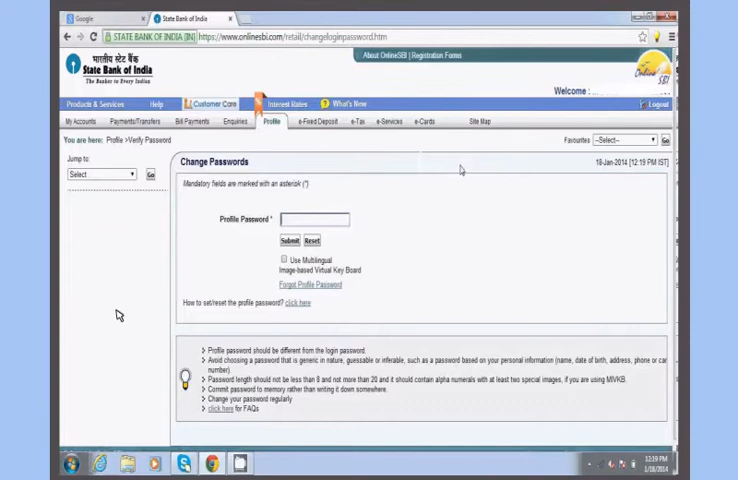 Google
State Bank of India
STATE BANK OF INDIA [IN] https://www.onlinesbi.com/retail/changeloginpassword.htm
भारतीय स्टेट बैंक
State Bank of India
The Banker to Every Indian
About OnlineSBI | Registration Forms
Online SBI
Welcome :
Products & Services Help Customer Care Interest Rates What's New Logout
My Accounts Payments/Transfers Bill Payments Enquiries Profile e-Fixed Deposit e-Tax e-Services e-Cards Site Map
You are here: Profile >Verify Password
Favourites --Select-- Go
Jump to
Select Go
Change Passwords
18-Jan-2014 [12:19 PM IST]
Mandatory fields are marked with an asterisk (*)
Profile Password *
Submit Reset
Use Multilingual
Image-based Virtual Key Board
Forgot Profile Password
How to set/reset the profile password? click here
Profile password should be different from the login password.
Avoid choosing a password that is generic in nature, guessable or inferable, such as a password based on your personal information (name, date of birth, address, phone or car
number).
Password length should not be less than 8 and not more than 20 and it should contain alpha numerals with at least two special images, if you are using MIVKB.
Commit password to memory rather than writing it down somewhere.
Change your password regularly
click here for FAQs
12:19 PM
1/18/2014